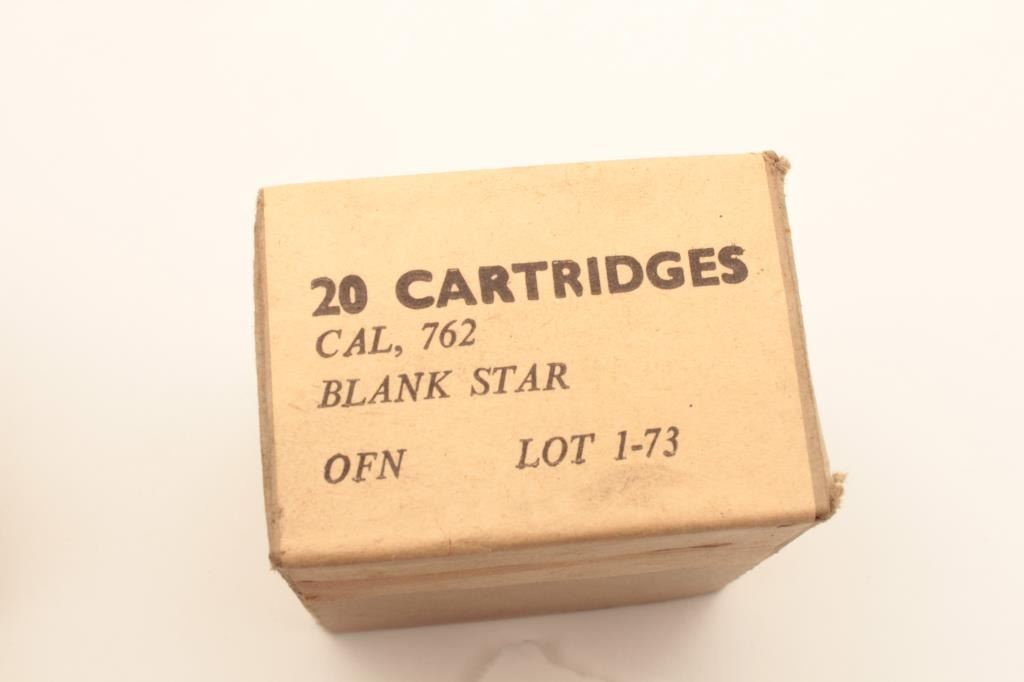 20 CARTRIDGES
CAL, 762
BLANK STAR
OFN LOT 1-73